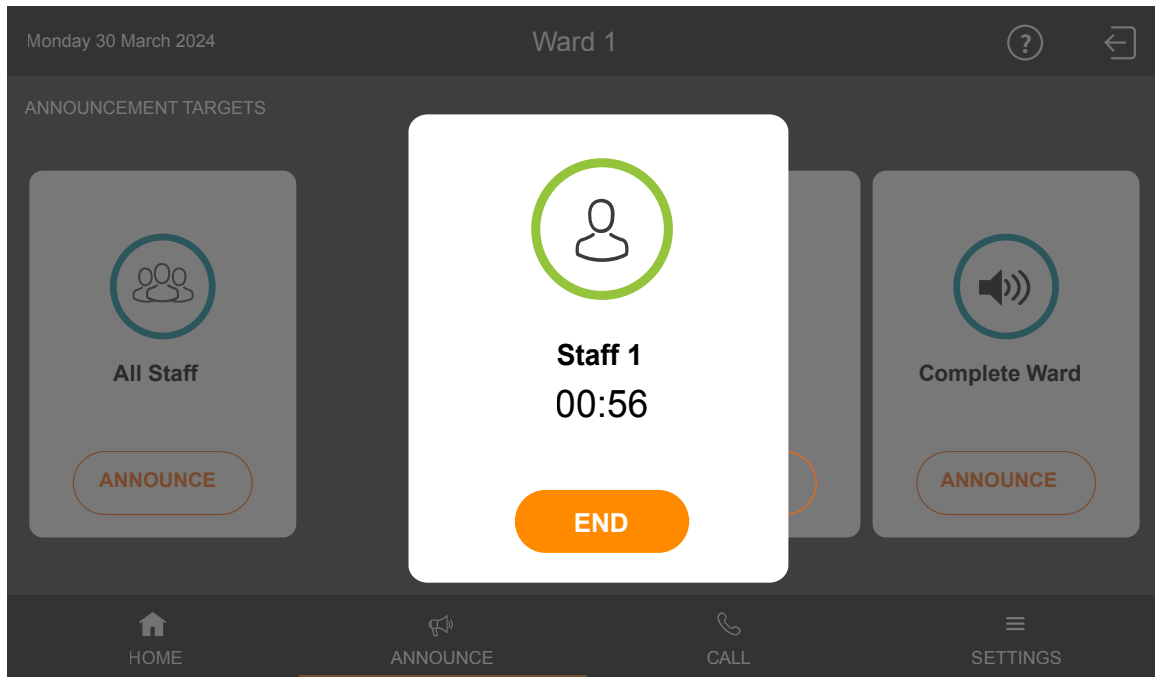 Monday 30 March 2024
Ward 1
?
ANNOUNCEMENT TARGETS
All Staff
ANNOUNCE
Staff 1
00:56
END
Complete Ward
ANNOUNCE
HOME
ANNOUNCE
CALL
SETTINGS